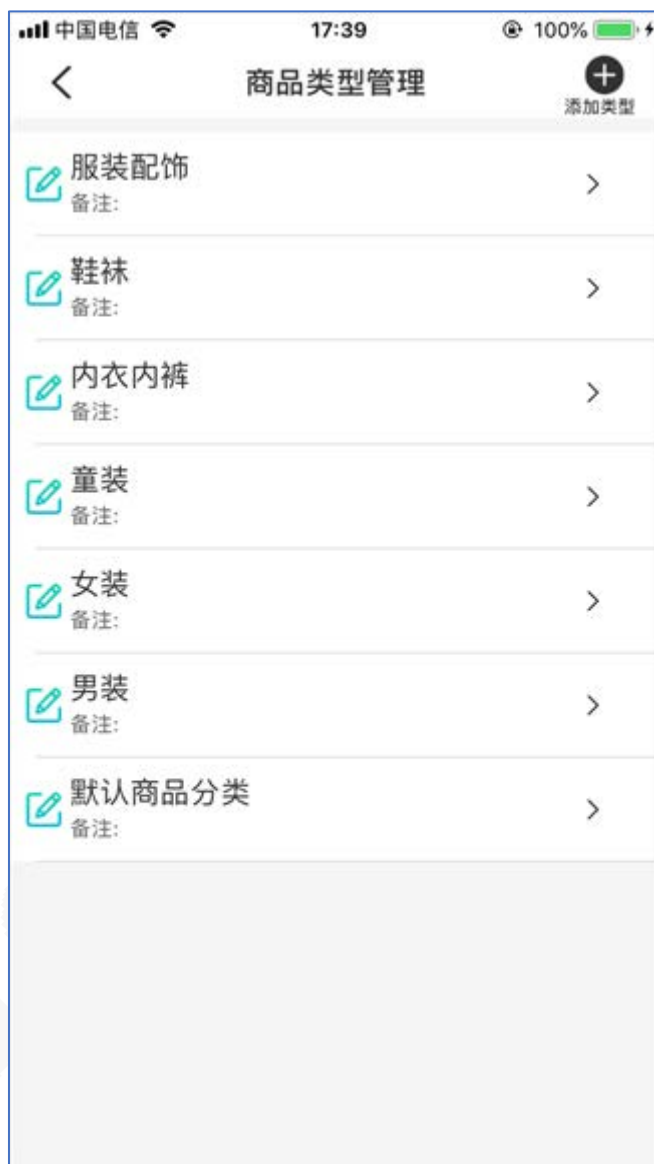 中国电信 17:39 100%
商品类型管理
添加类型
服装配饰
备注:
鞋袜
备注:
内衣内裤
备注:
童装
备注:
女装
备注:
男装
备注:
默认商品分类
备注: